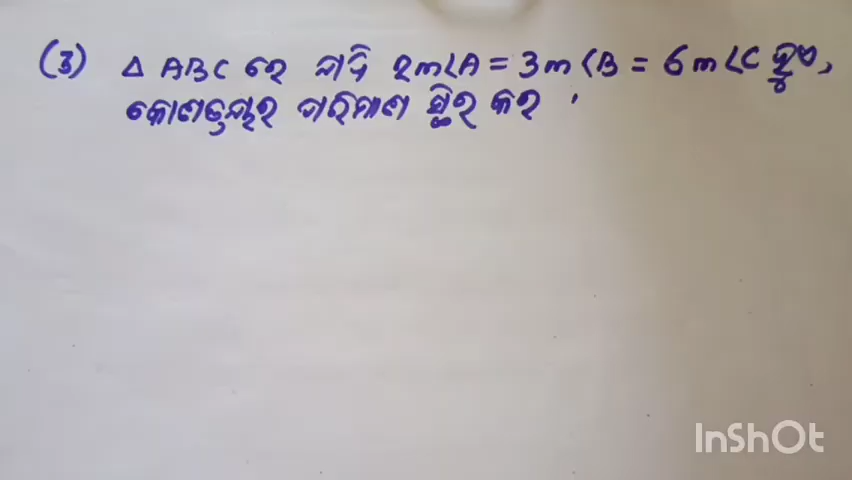 (3) Δ ABC ରେ ଯଦି 2m<A = 3m<B = 6m<C ହୁଏ,
କୋଣତ୍ରୟର ପରିମାଣ ସ୍ଥିର କର ।
InShOt